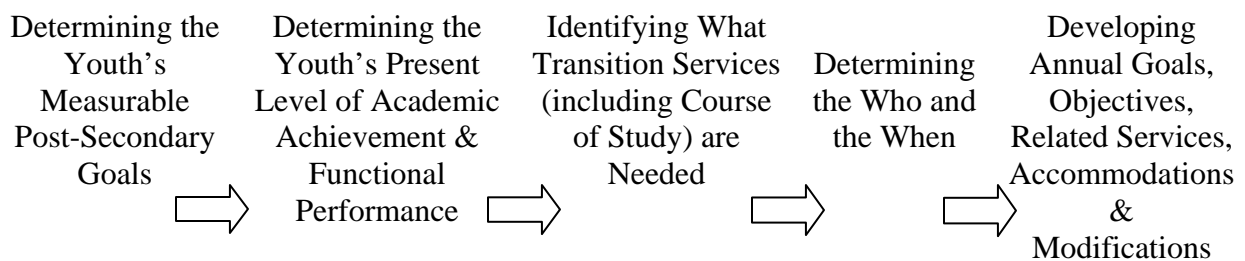 Determining the
Youth's
Measurable
Post-Secondary
Goals
Determining the
Youth's Present
Level of Academic
Achievement &
Functional
Performance
Identifying What
Transition Services
(including Course
of Study) are
Needed
Determining
the Who and
the When
Developing
Annual Goals,
Objectives,
Related Services,
Accommodations
&
Modifications